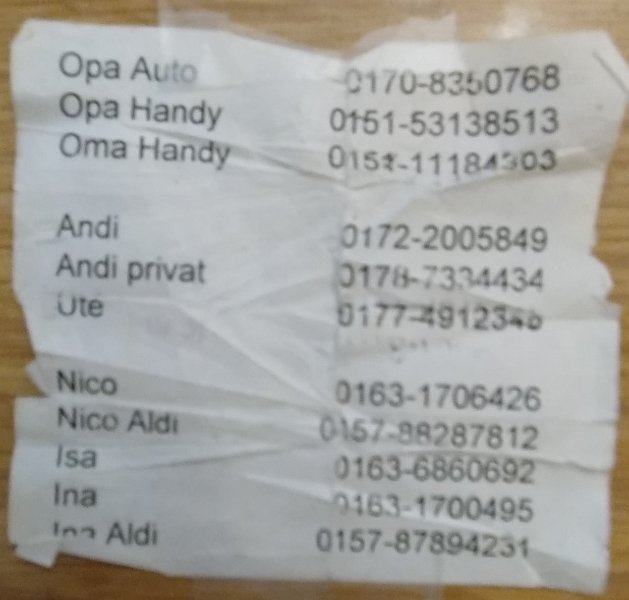 Opa Auto 0170-8350768
Opa Handy 0151-53138513
Oma Handy
Andi 0172-2005849
Andi privat 0178-7334434
Ute
Nico 0163-1706426
Nico Aldi 0157-88287812
Isa 0163-6860692
Ina 0163-1700495
Ina Aldi 0157-87894231